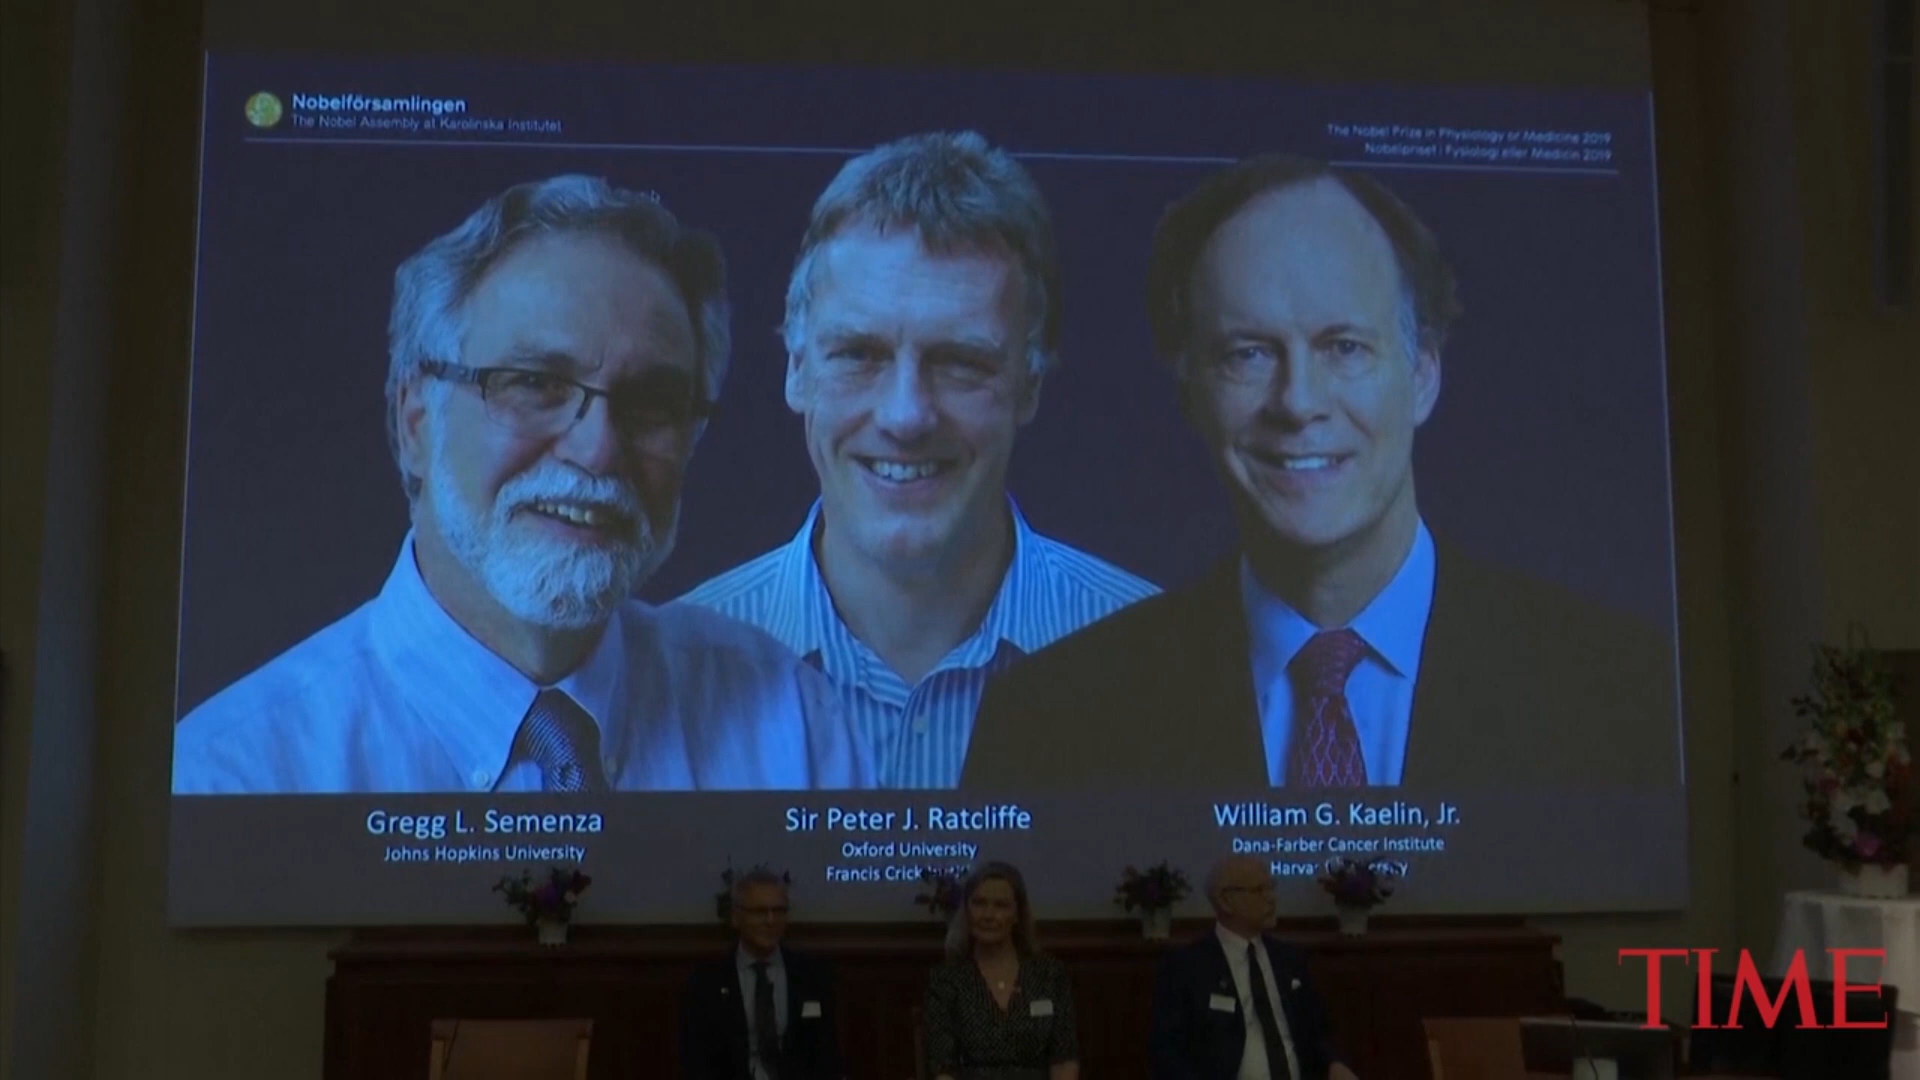 Nobelförsamlingen
The Nobel Assembly at Karolinska Institutet
The Nobel Prize in Physiology or Medicine 2019
Nobelpriset i Fysiologi eller Medicin 2019
Gregg L. Semenza
Johns Hopkins University
Sir Peter J. Ratcliffe
Oxford University
Francis Crick
William G. Kaelin, Jr.
Dana-Farber Cancer Institute
TIME